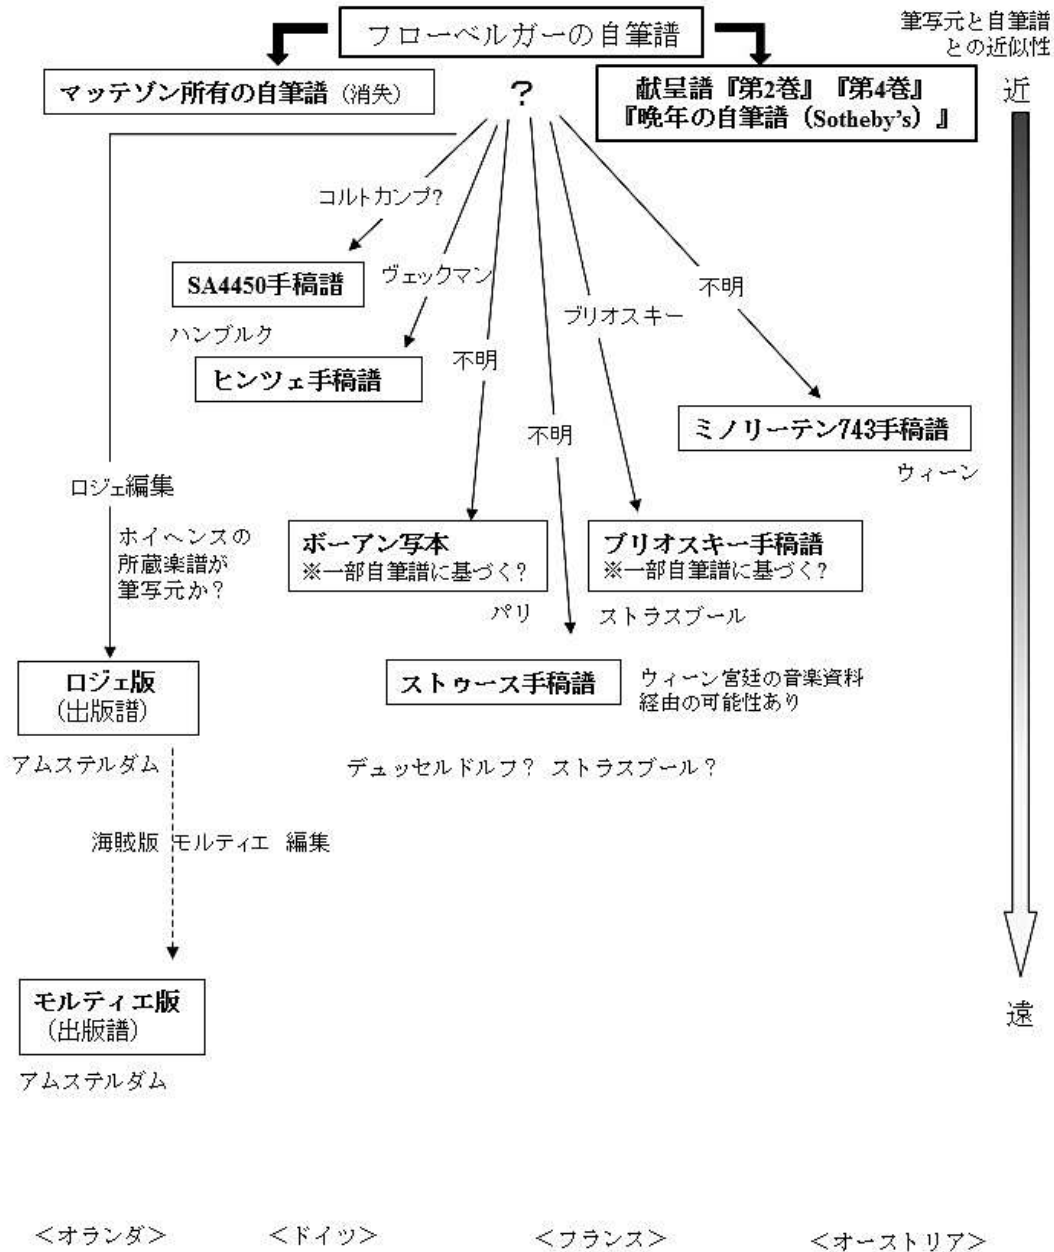 フローベルガーの自筆譜
筆写元と自筆譜
との近似性
マッテゾン所有の自筆譜（消失）
？
献呈譜『第2巻』『第4巻』
『晩年の自筆譜（Sotheby's）』
近
コルトカンプ？
SA4450手稿譜
ハンブルク
ヴェックマン
ヒンツェ手稿譜
不明
不明
ブリオスキー
不明
ミノリーテン743手稿譜
ウィーン
ロジェ編集
ホイヘンスの
所蔵楽譜が
筆写元か？
ボーアン写本
※一部自筆譜に基づく？
パリ
ブリオスキー手稿譜
※一部自筆譜に基づく？
ストラスブール
ロジェ版
（出版譜）
アムステルダム
ストゥース手稿譜
ウィーン宮廷の音楽資料
経由の可能性あり
デュッセルドルフ？ ストラスブール？
海賊版 モルティエ 編集
モルティエ版
（出版譜）
アムステルダム
遠
＜オランダ＞ ＜ドイツ＞ ＜フランス＞ ＜オーストリア＞